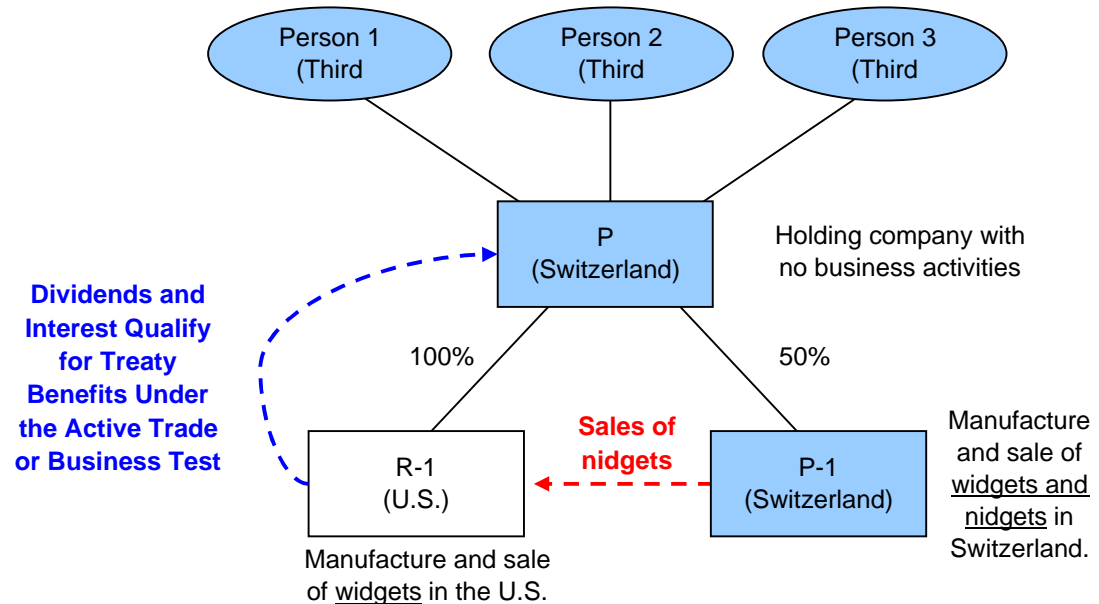 Person 1
(Third
Person 2
(Third
Person 3
(Third
P
(Switzerland)
Holding company with
no business activities
Dividends and
Interest Qualify
for Treaty
Benefits Under
the Active Trade
or Business Test
100%
50%
Sales of
nidgets
R-1
(U.S.)
P-1
(Switzerland)
Manufacture
and sale of
widgets and
nidgets in
Switzerland.
Manufacture and sale
of widgets in the U.S.